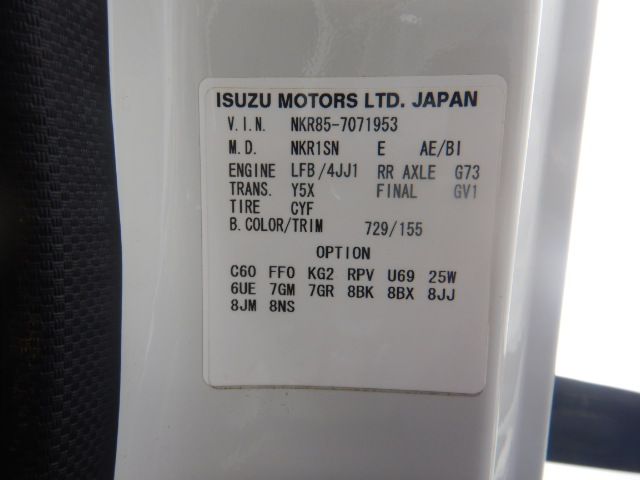 ISUZU MOTORS LTD. JAPAN
V.I.N. NKR85-7071953
M.D. NKR1SN E AE/BI
ENGINE LFB/4JJ1 RR AXLE G73
TRANS. Y5X FINAL GV1
TIRE CYF
B.COLOR/TRIM 729/155
OPTION
C60 FF0 KG2 RPV U69 25W
6UE 7GM 7GR 8BK 8BX 8JJ
8JM 8NS